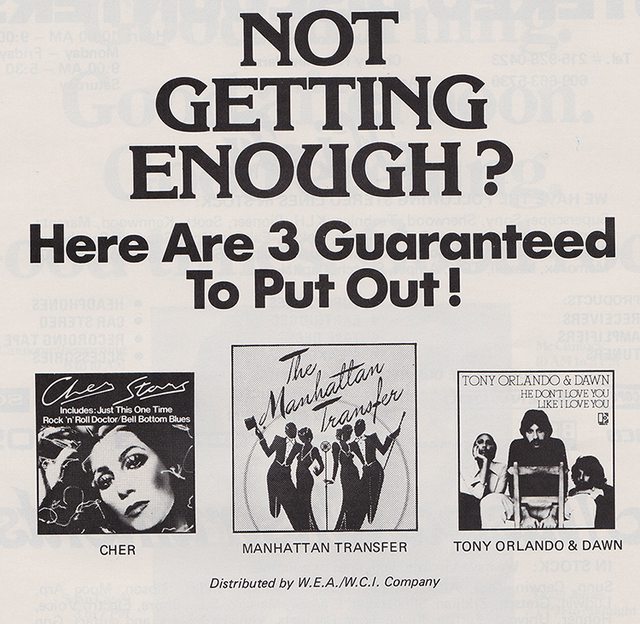 NOT
GETTING
ENOUGH?
Here Are 3 Guaranteed
To Put Out!
Cher Stars
Includes: Just This One Time
Rock 'n' Roll Doctor/Bell Bottom Blues
The
Manhattan
Transfer
TONY ORLANDO & DAWN
HE DON'T LOVE YOU
LIKE I LOVE YOU
CHER
MANHATTAN TRANSFER
TONY ORLANDO & DAWN
Distributed by W.E.A./W.C.I. Company